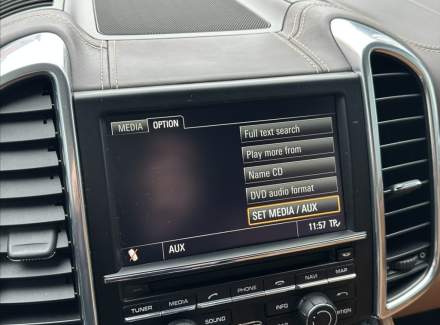 MEDIA OPTION
Full text search
Play more from
Name CD
DVD audio format
SET MEDIA / AUX
AUX 11:57
TUNER MEDIA PHONE NAVI MAP
SOUND INFO OPTION